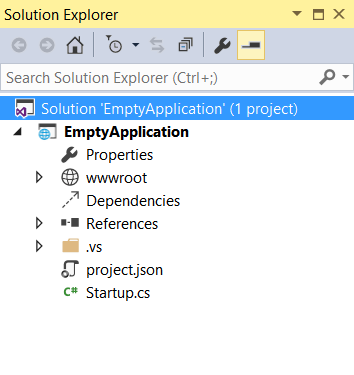 Solution Explorer
Search Solution Explorer (Ctrl+;)
Solution 'EmptyApplication' (1 project)
EmptyApplication
Properties
wwwroot
Dependencies
References
.vs
project.json
C# Startup.cs